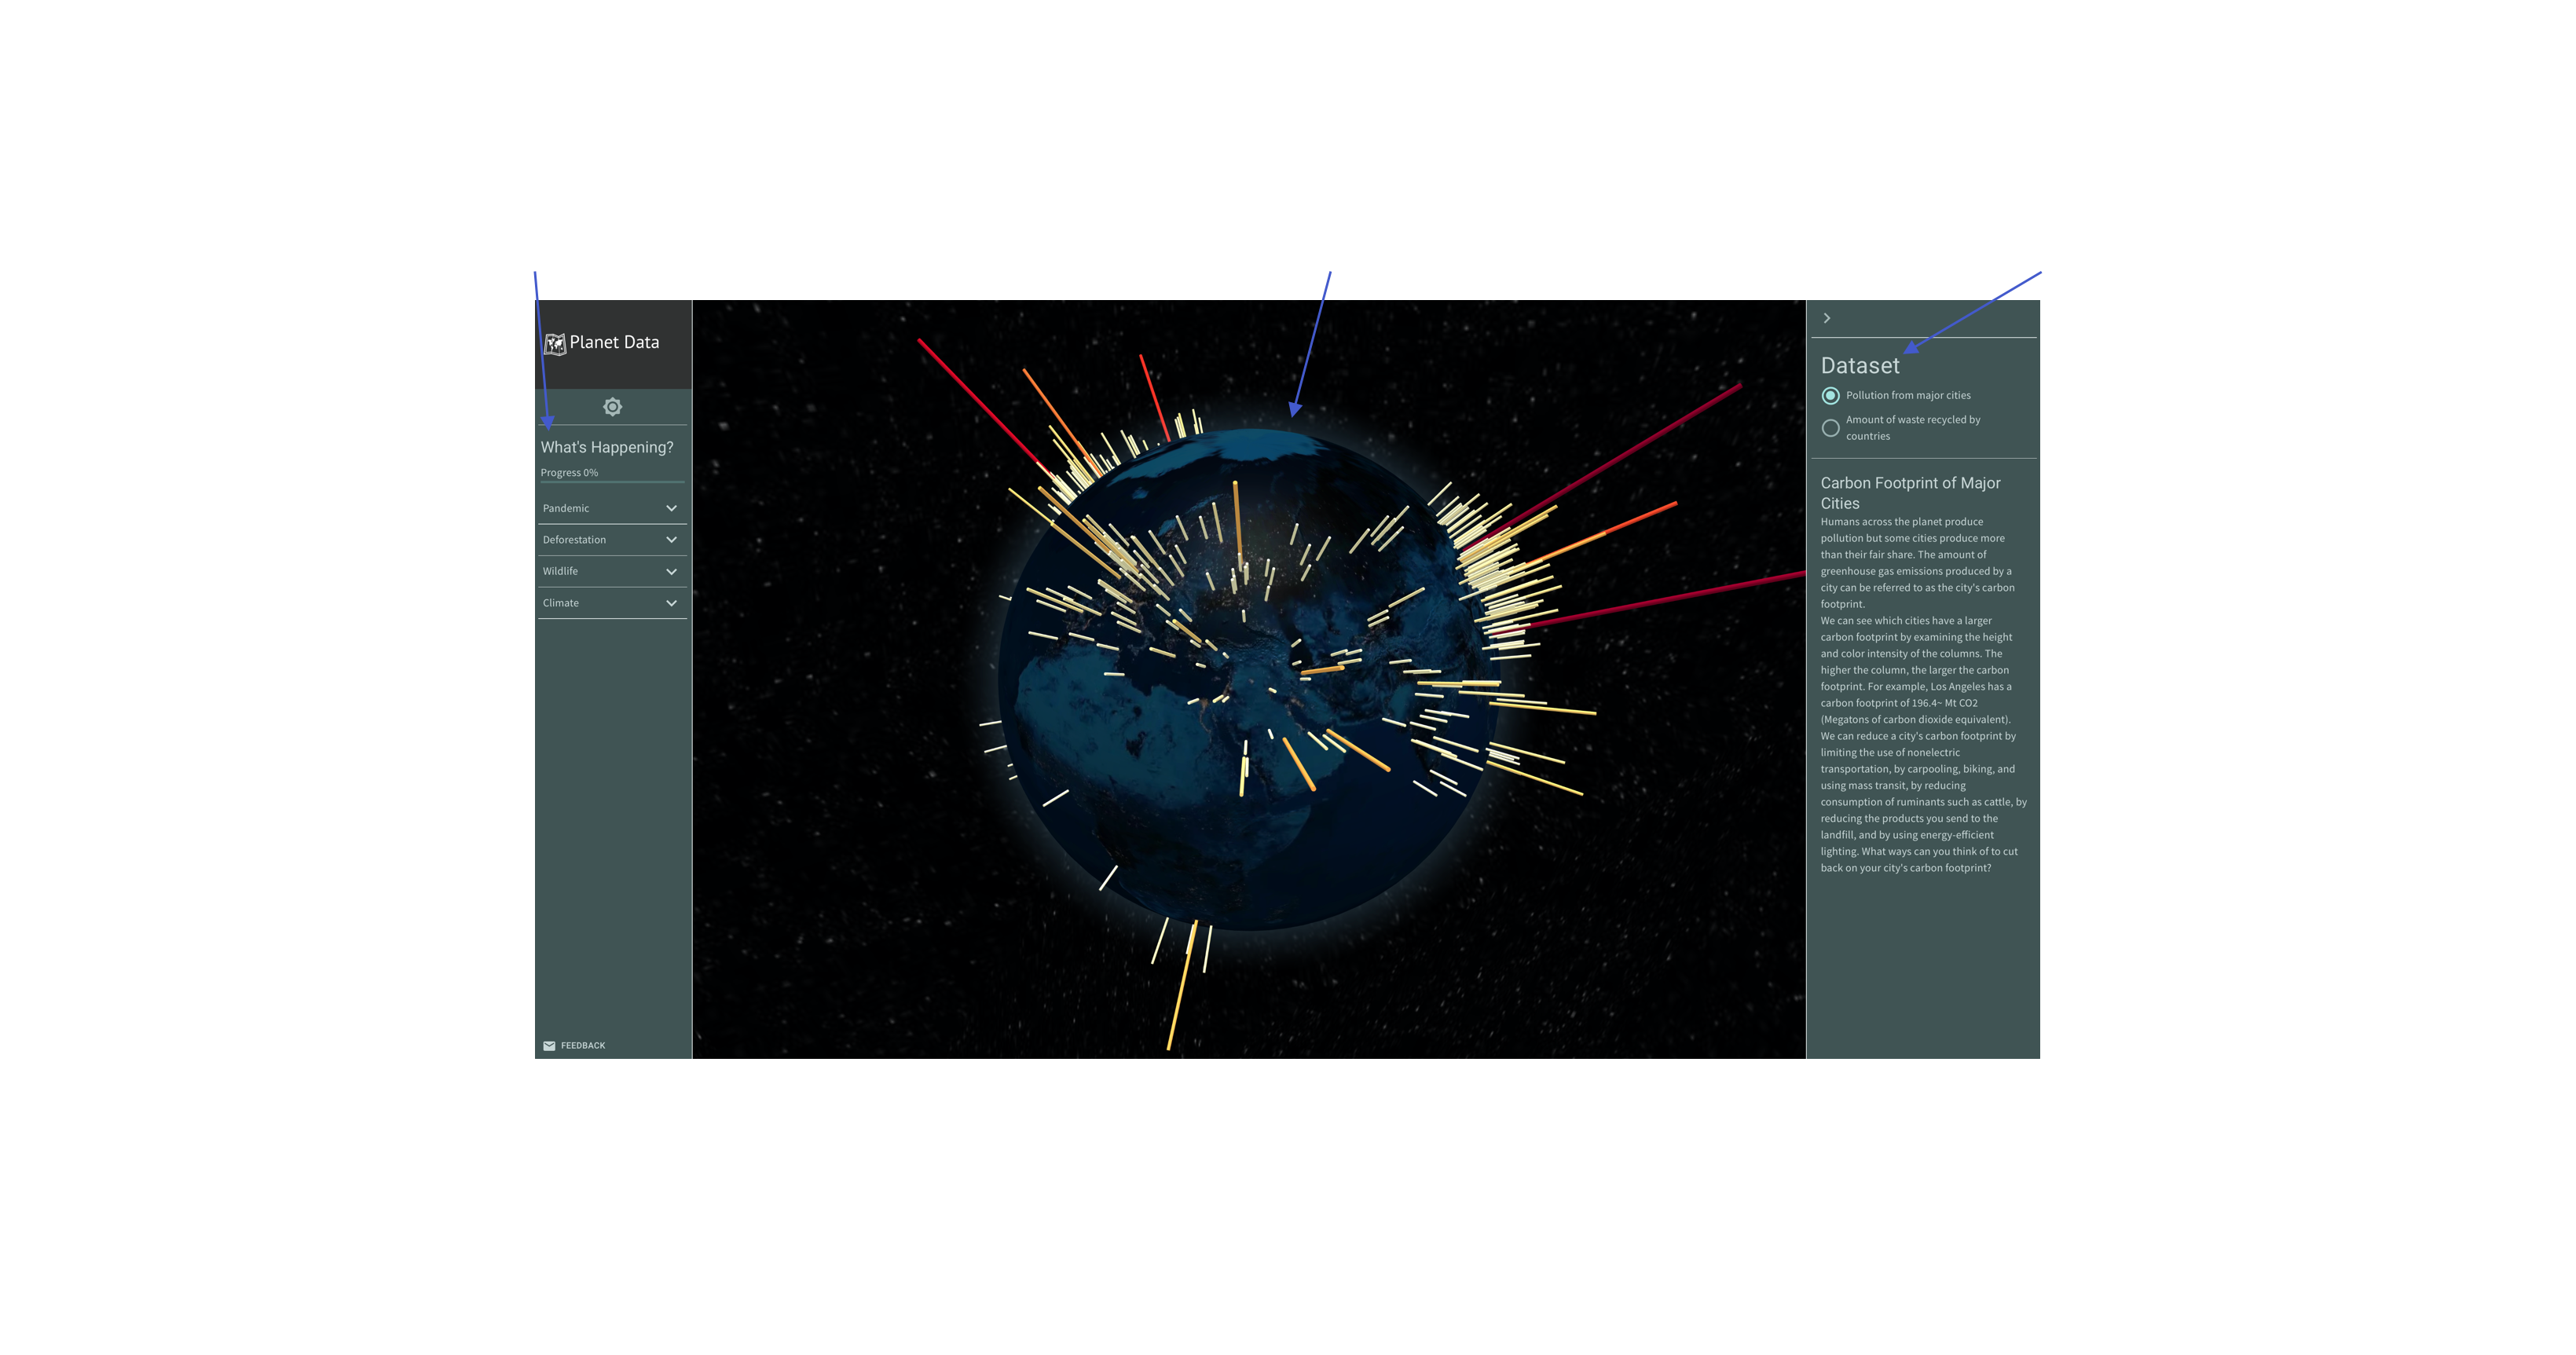 Planet Data
What's Happening?
Progress 0%
Pandemic
Deforestation
Wildlife
Climate
FEEDBACK
Dataset
Pollution from major cities
Amount of waste recycled by
countries
Carbon Footprint of Major
Cities
Humans across the planet produce
pollution but some cities produce more
than their fair share. The amount of
greenhouse gas emissions produced by a
city can be referred to as the city's carbon
footprint.
We can see which cities have a larger
carbon footprint by examining the height
and color intensity of the columns. The
higher the column, the larger the carbon
footprint. For example, Los Angeles has a
carbon footprint of 196.4~ Mt CO2
(Megatons of carbon dioxide equivalent).
We can reduce a city's carbon footprint by
limiting the use of nonelectric
transportation, by carpooling, biking, and
using mass transit, by reducing
consumption of ruminants such as cattle, by
reducing the products you send to the
landfill, and by using energy-efficient
lighting. What ways can you think of to cut
back on your city's carbon footprint?